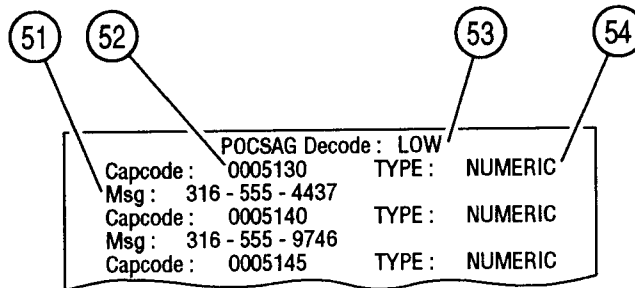 51 52 53 54
POCSAG Decode : LOW
Capcode : 0005130 TYPE : NUMERIC
Msg : 316 - 555 - 4437
Capcode : 0005140 TYPE : NUMERIC
Msg : 316 - 555 - 9746
Capcode : 0005145 TYPE : NUMERIC